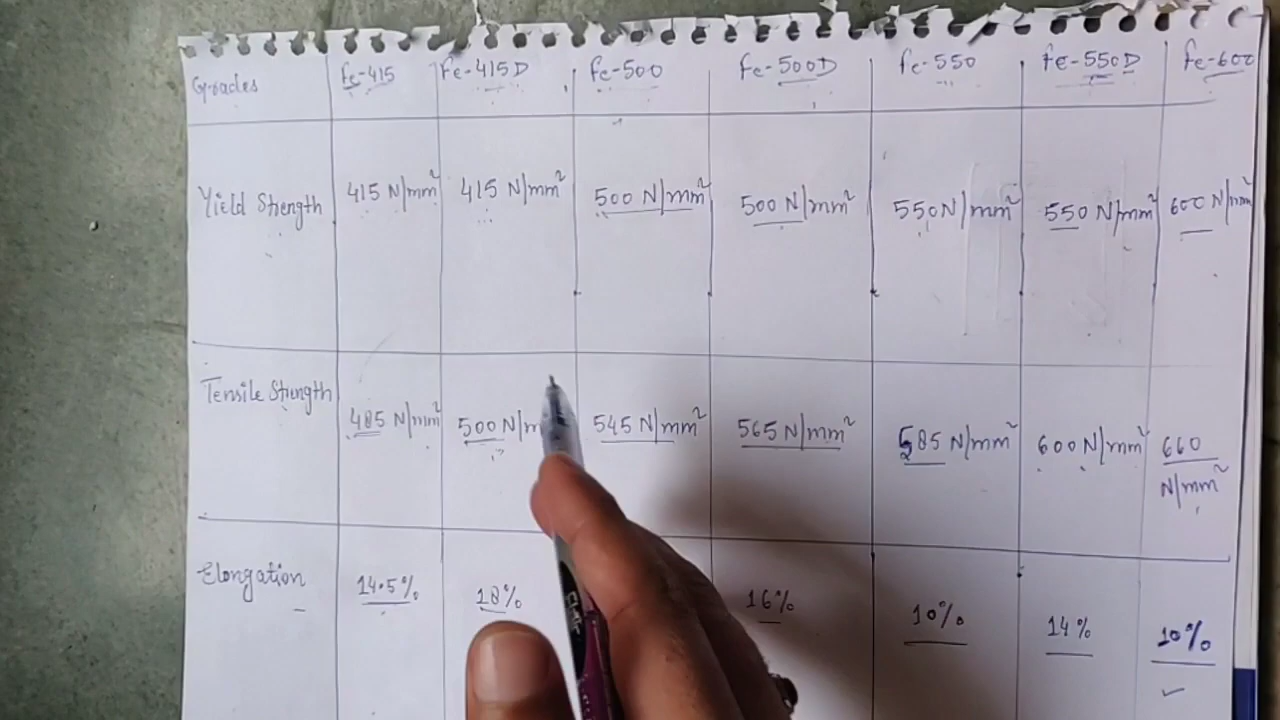 Grades Fe-415 Fe-415D Fe-500 Fe-500D Fe-550 Fe-550D Fe-600
Yield Strength 415 N/mm² 415 N/mm² 500 N/mm² 500 N/mm² 550N/mm² 550 N/mm² 600 N/mm²
Tensile Strength 485 N/mm² 500 N/m 545 N/mm² 565 N/mm² 585 N/mm² 600 N/mm² 660
N/mm²
Elongation 14.5% 18% 16% 10% 14% 10%